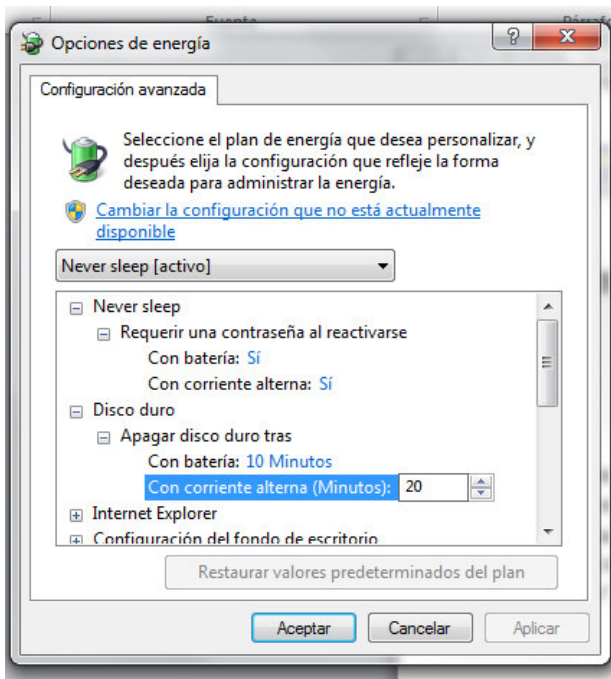 Fuente
Opciones de energía
Configuración avanzada
Seleccione el plan de energía que desea personalizar, y
después elija la configuración que refleje la forma
deseada para administrar la energía.
Cambiar la configuración que no está actualmente
disponible
Never sleep [activo]
Never sleep
Requerir una contraseña al reactivarse
Con batería: Sí
Con corriente alterna: Sí
Disco duro
Apagar disco duro tras
Con batería: 10 Minutos
Con corriente alterna (Minutos): 20
Internet Explorer
Configuración del fondo de escritorio
Restaurar valores predeterminados del plan
Aceptar Cancelar Aplicar